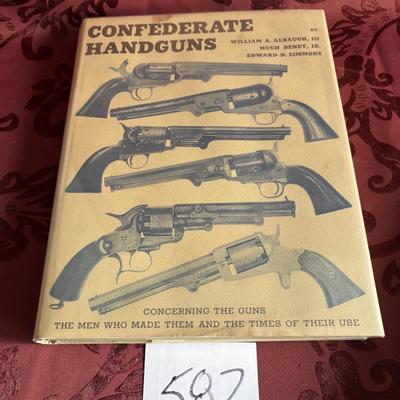 CONFEDERATE
HANDGUNS
BY
WILLIAM A. ALBAUGH, III
HUGH BENET, JR.
EDWARD N. SIMMONS
CONCERNING THE GUNS
THE MEN WHO MADE THEM AND THE TIMES OF THEIR USE
597